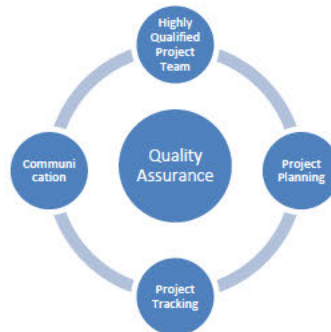 Highly
Qualified
Project
Team
Communi
cation
Quality
Assurance
Project
Planning
Project
Tracking